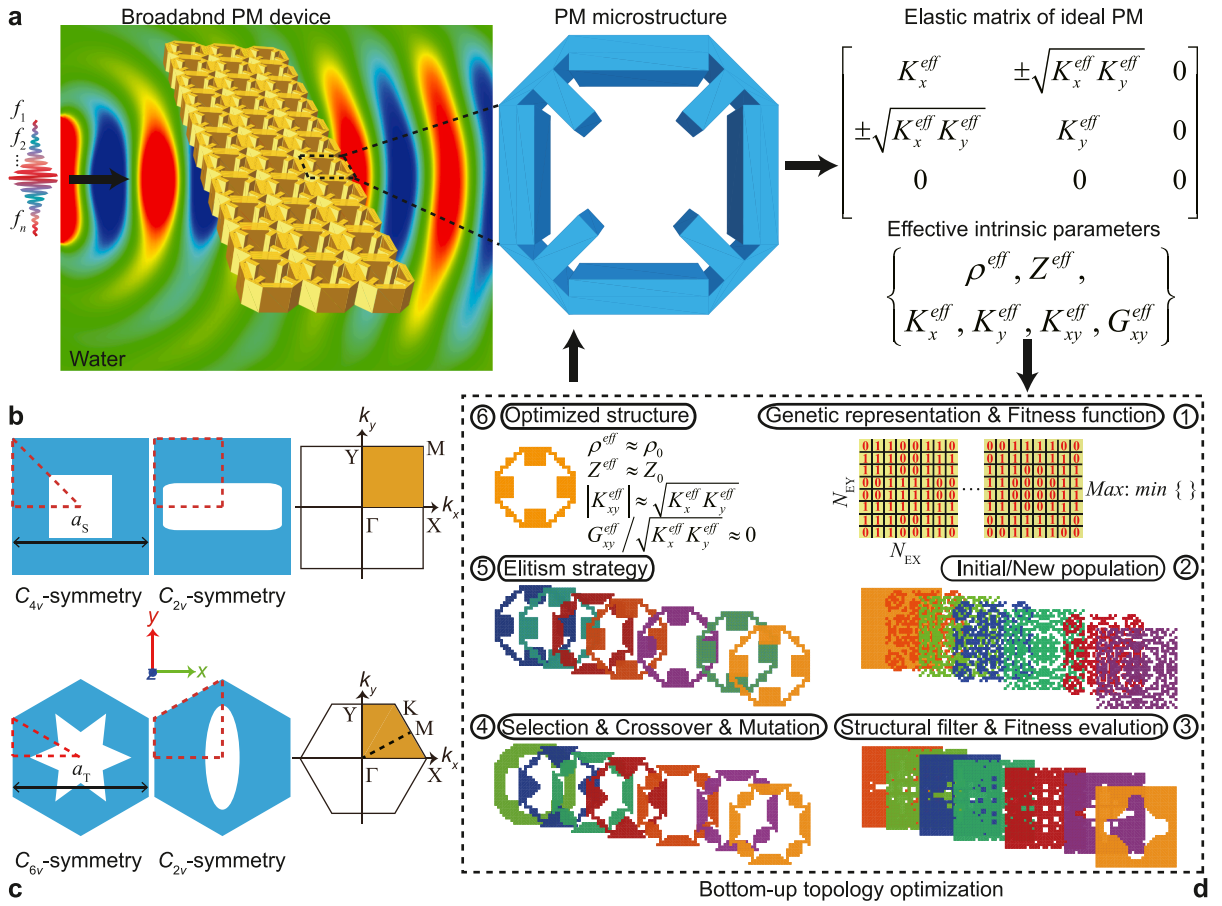 a
Broadabnd PM device
f1
f2
...
fn
Water
PM microstructure
Elastic matrix of ideal PM
K_x^eff ±√(K_x^eff K_y^eff) 0
±√(K_x^eff K_y^eff) K_y^eff 0
0 0 0
Effective intrinsic parameters
{ρ^eff, Z^eff,
K_x^eff, K_y^eff, K_xy^eff, G_xy^eff}
b
a_S
C4v-symmetry
C2v-symmetry
k_y
Y
M
Γ
X
k_x
y
x
z
a_T
C6v-symmetry
C2v-symmetry
k_y
Y
K
M
Γ
X
k_x
c
⑥ Optimized structure
ρ^eff ≈ ρ_0
Z^eff ≈ Z_0
|K_xy^eff| ≈ √(K_x^eff K_y^eff)
G_xy^eff / √(K_x^eff K_y^eff) ≈ 0
Genetic representation & Fitness function ①
N_EY
N_EX
...
Max: min { }
⑤ Elitism strategy
Initial/New population ②
④ Selection & Crossover & Mutation
Structural filter & Fitness evalution ③
Bottom-up topology optimization
d